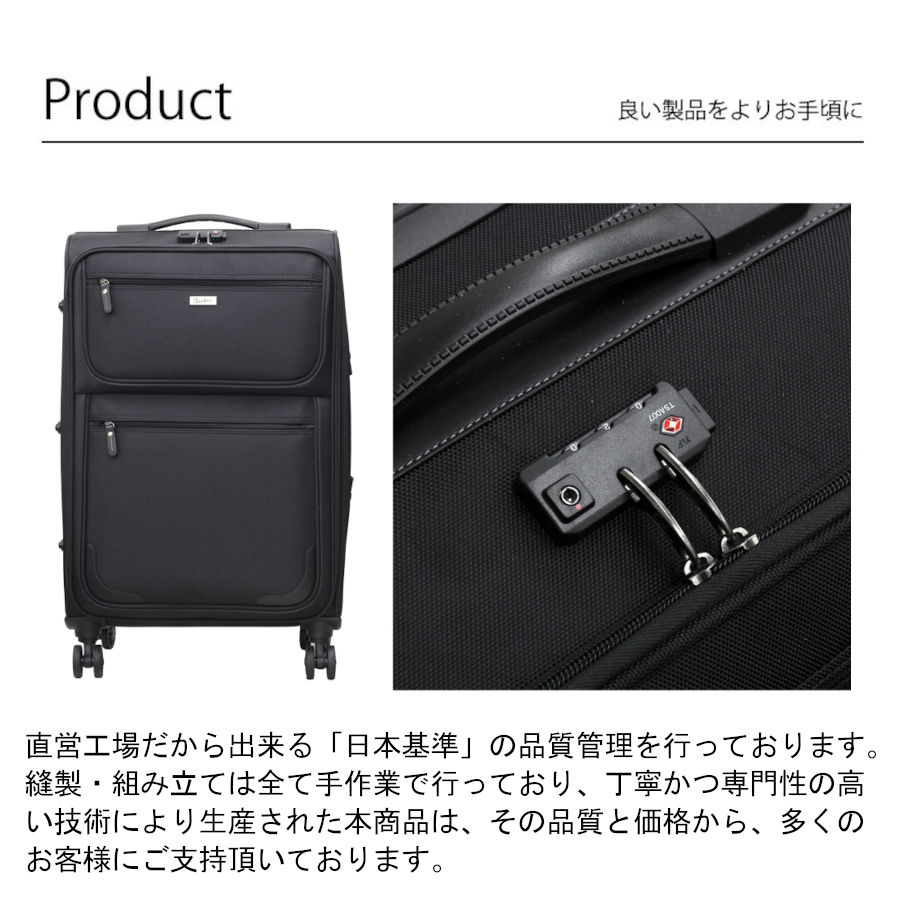 Product
良い製品をよりお手頃に
TSA007
直営工場だから出来る「日本基準」の品質管理を行っております。
縫製・組み立ては全て手作業で行っており、丁寧かつ専門性の高
い技術により生産された本商品は、その品質と価格から、多くの
お客様にご支持頂いております。